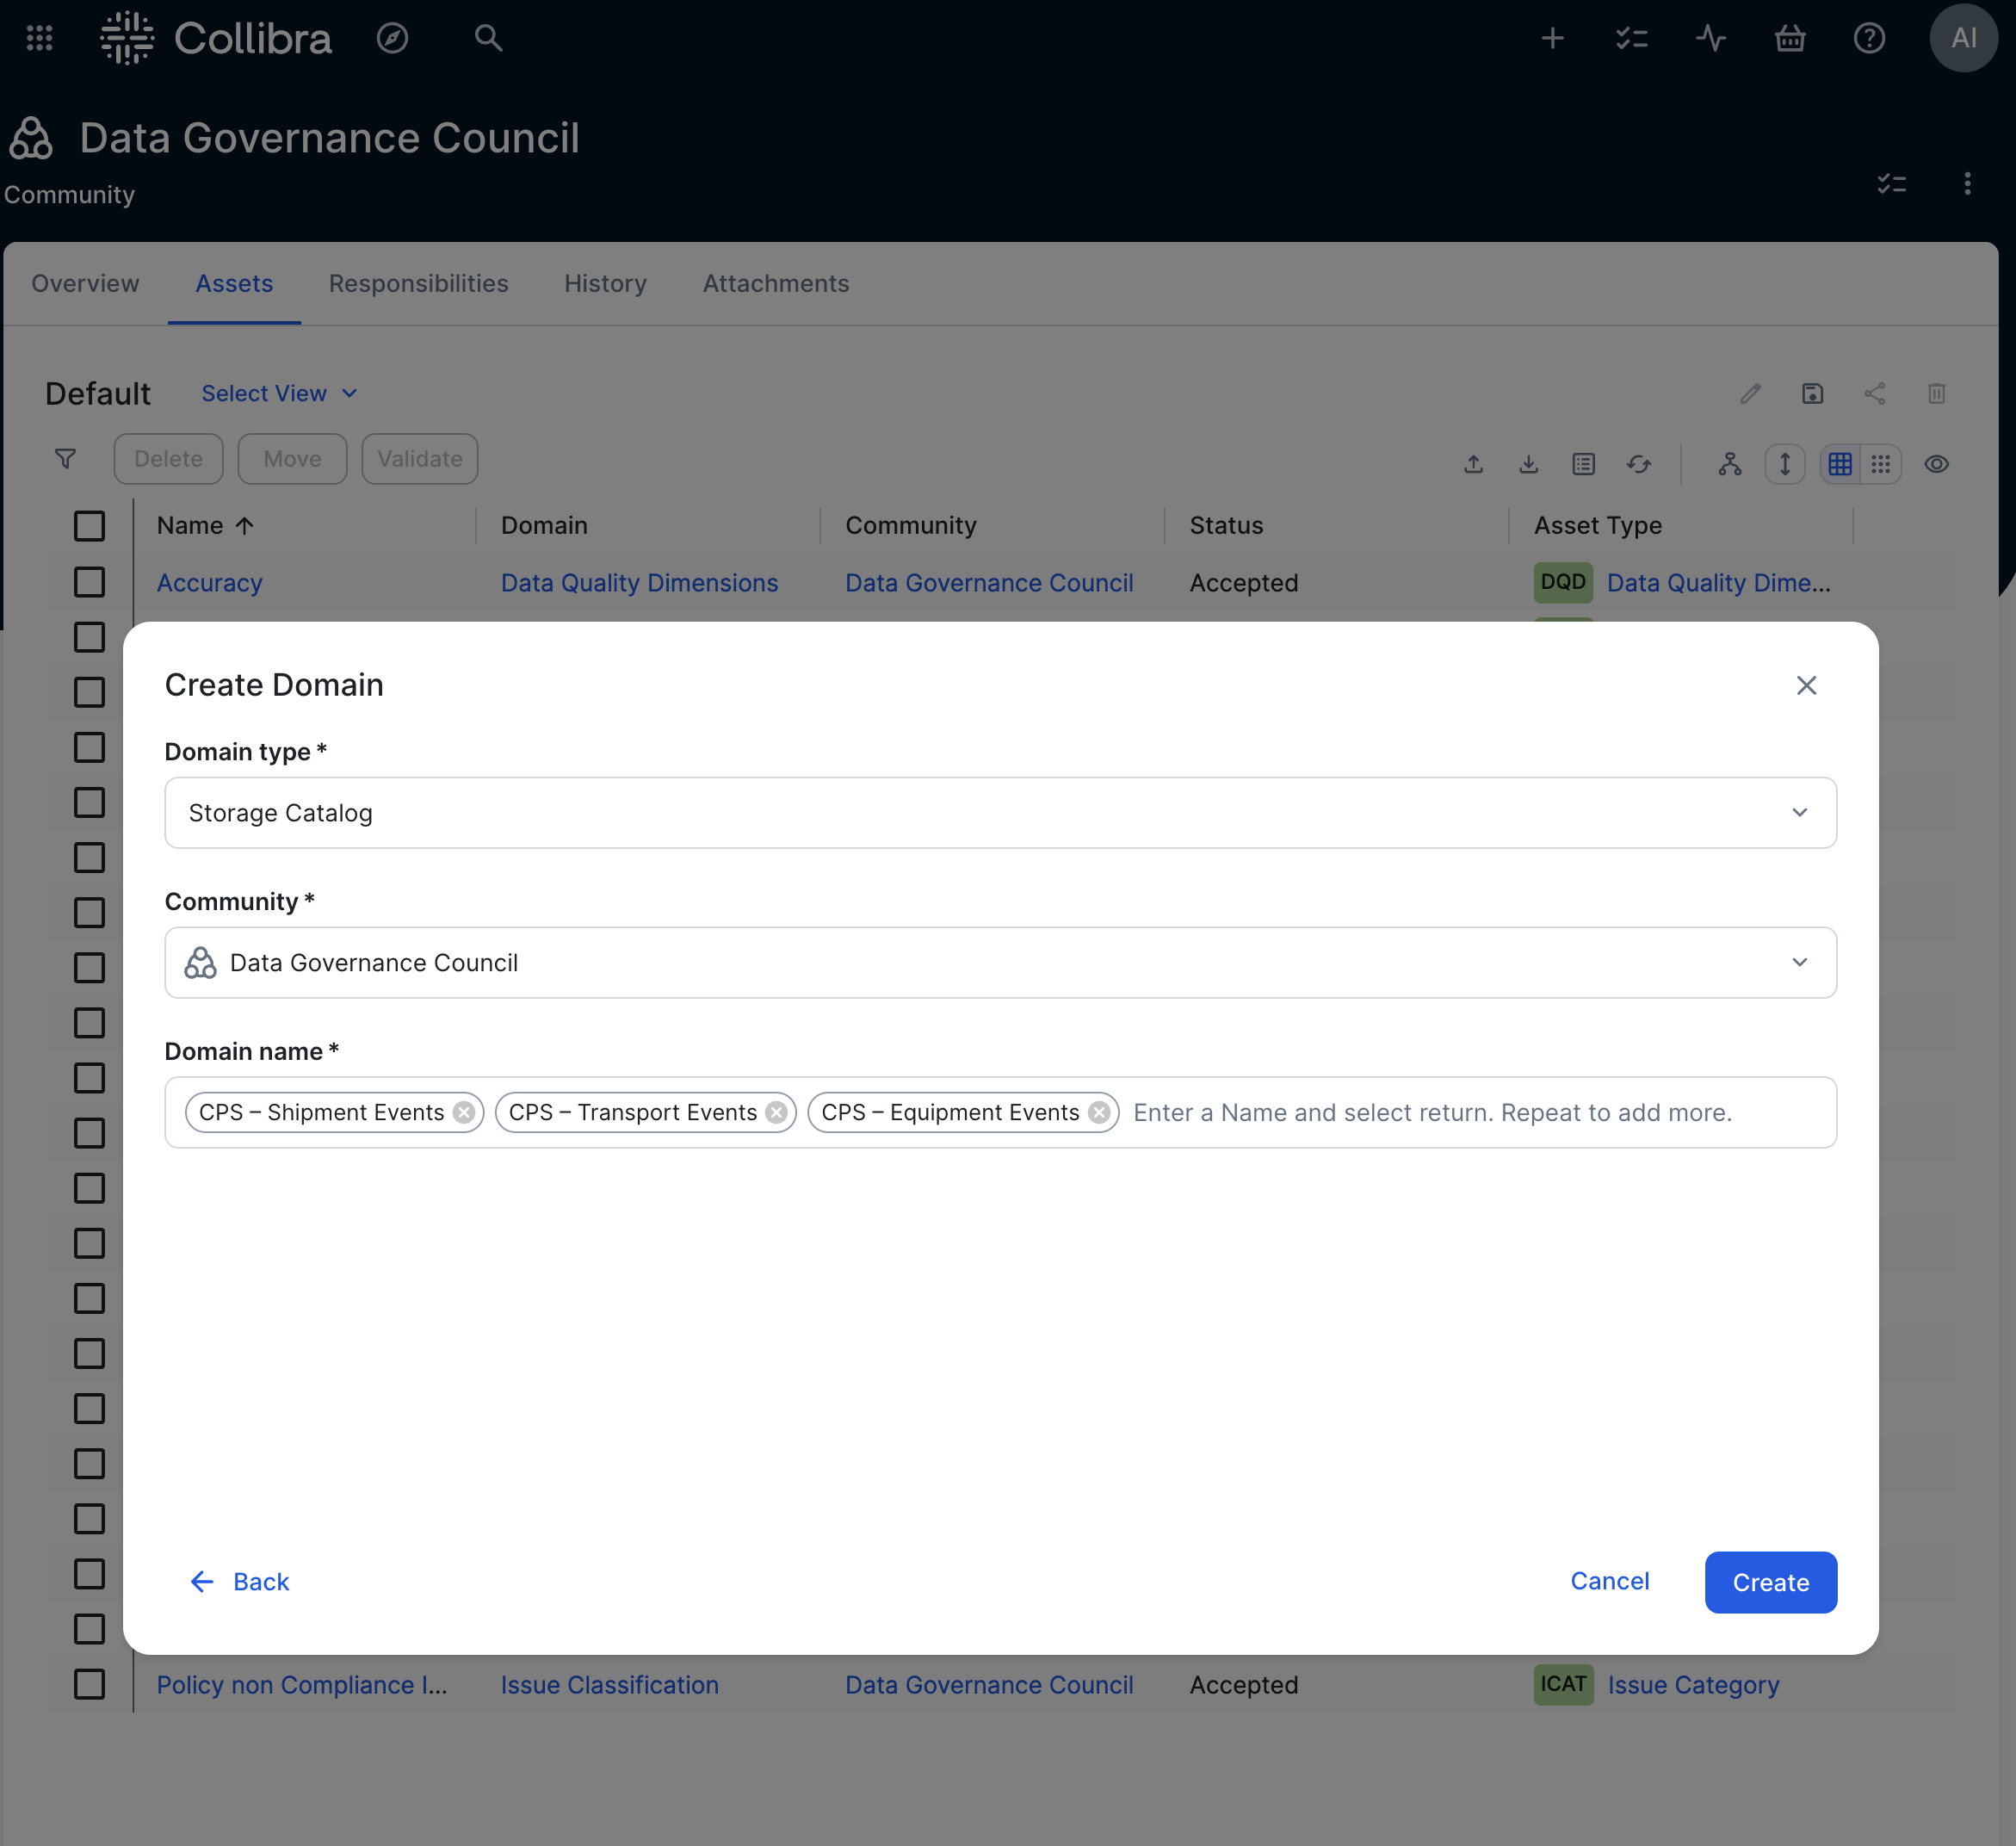 Collibra
AI
Data Governance Council
Community
Overview Assets Responsibilities History Attachments
Default Select View
Delete Move Validate
Name Domain Community Status Asset Type
Accuracy Data Quality Dimensions Data Governance Council Accepted DQD Data Quality Dime...
Create Domain
Domain type *
Storage Catalog
Community *
Data Governance Council
Domain name *
CPS – Shipment Events CPS – Transport Events CPS – Equipment Events Enter a Name and select return. Repeat to add more.
Back Cancel Create
Policy non Compliance I... Issue Classification Data Governance Council Accepted ICAT Issue Category